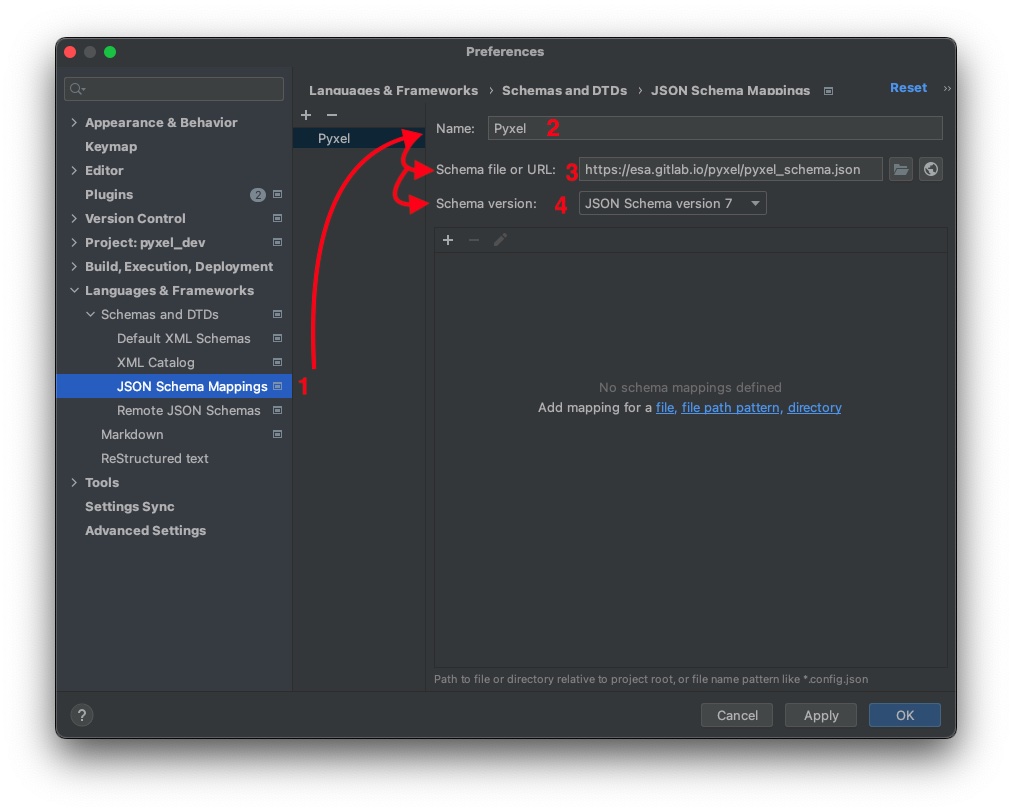 Preferences
Languages & Frameworks › Schemas and DTDs › JSON Schema Mappings
Reset
Appearance & Behavior
Keymap
Editor
Plugins 2
Version Control
Project: pyxel_dev
Build, Execution, Deployment
Languages & Frameworks
Schemas and DTDs
Default XML Schemas
XML Catalog
JSON Schema Mappings 1
Remote JSON Schemas
Markdown
ReStructured text
Tools
Settings Sync
Advanced Settings
Pyxel
Name: Pyxel 2
Schema file or URL: 3 https://esa.gitlab.io/pyxel/pyxel_schema.json
Schema version: 4 JSON Schema version 7
No schema mappings defined
Add mapping for a file, file path pattern, directory
Path to file or directory relative to project root, or file name pattern like *.config.json
? Cancel Apply OK